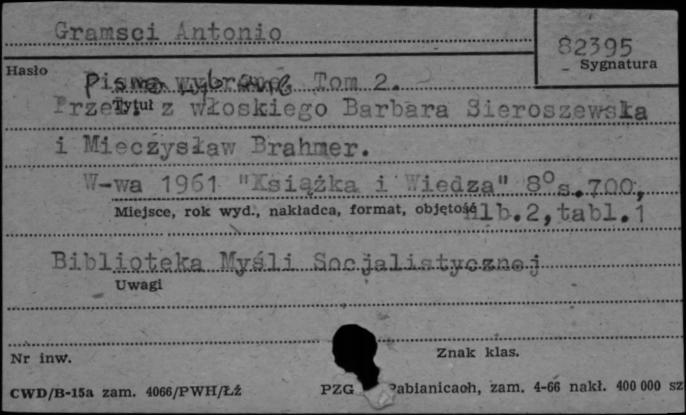 Gramsci Antonio
82395
Hasło
Sygnatura
Pisma wybrane Tom 2.
Tytuł
Przeł. z włoskiego Barbara Sieroszewska
i Mieczysław Brahmer.
W-wa 1961 "Książka i Wiedza" 8° s.700,
Miejsce, rok wyd., nakładca, format, objętość
nlb.2,tabl.1
Biblioteka Myśli Socjalistycznej
Uwagi
Nr inw.
Znak klas.
CWD/B-15a zam. 4066/PWH/Łż
PZG Pabianicach, zam. 4-66 nakł. 400 000 sz